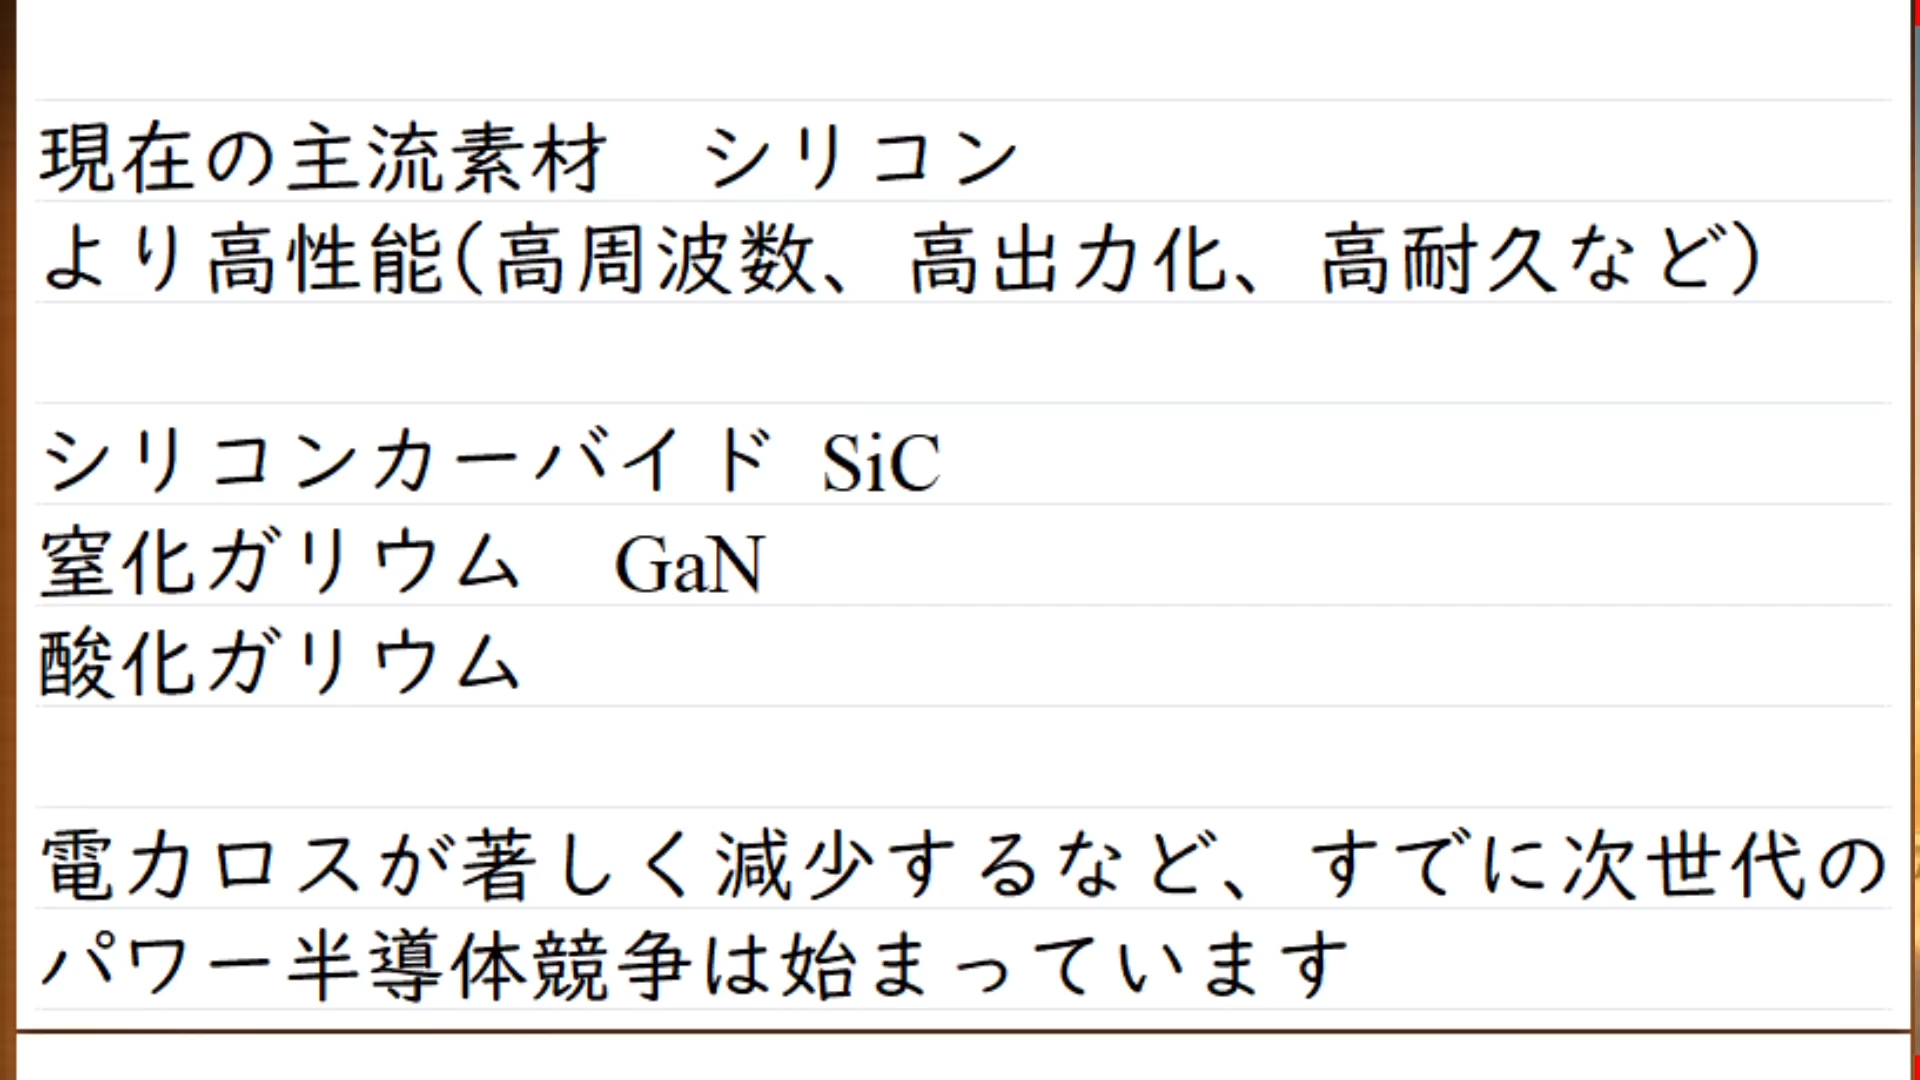 現在の主流素材　シリコン
より高性能(高周波数、高出力化、高耐久など)
シリコンカーバイド SiC
窒化ガリウム　GaN
酸化ガリウム
電力ロスが著しく減少するなど、すでに次世代の
パワー半導体競争は始まっています